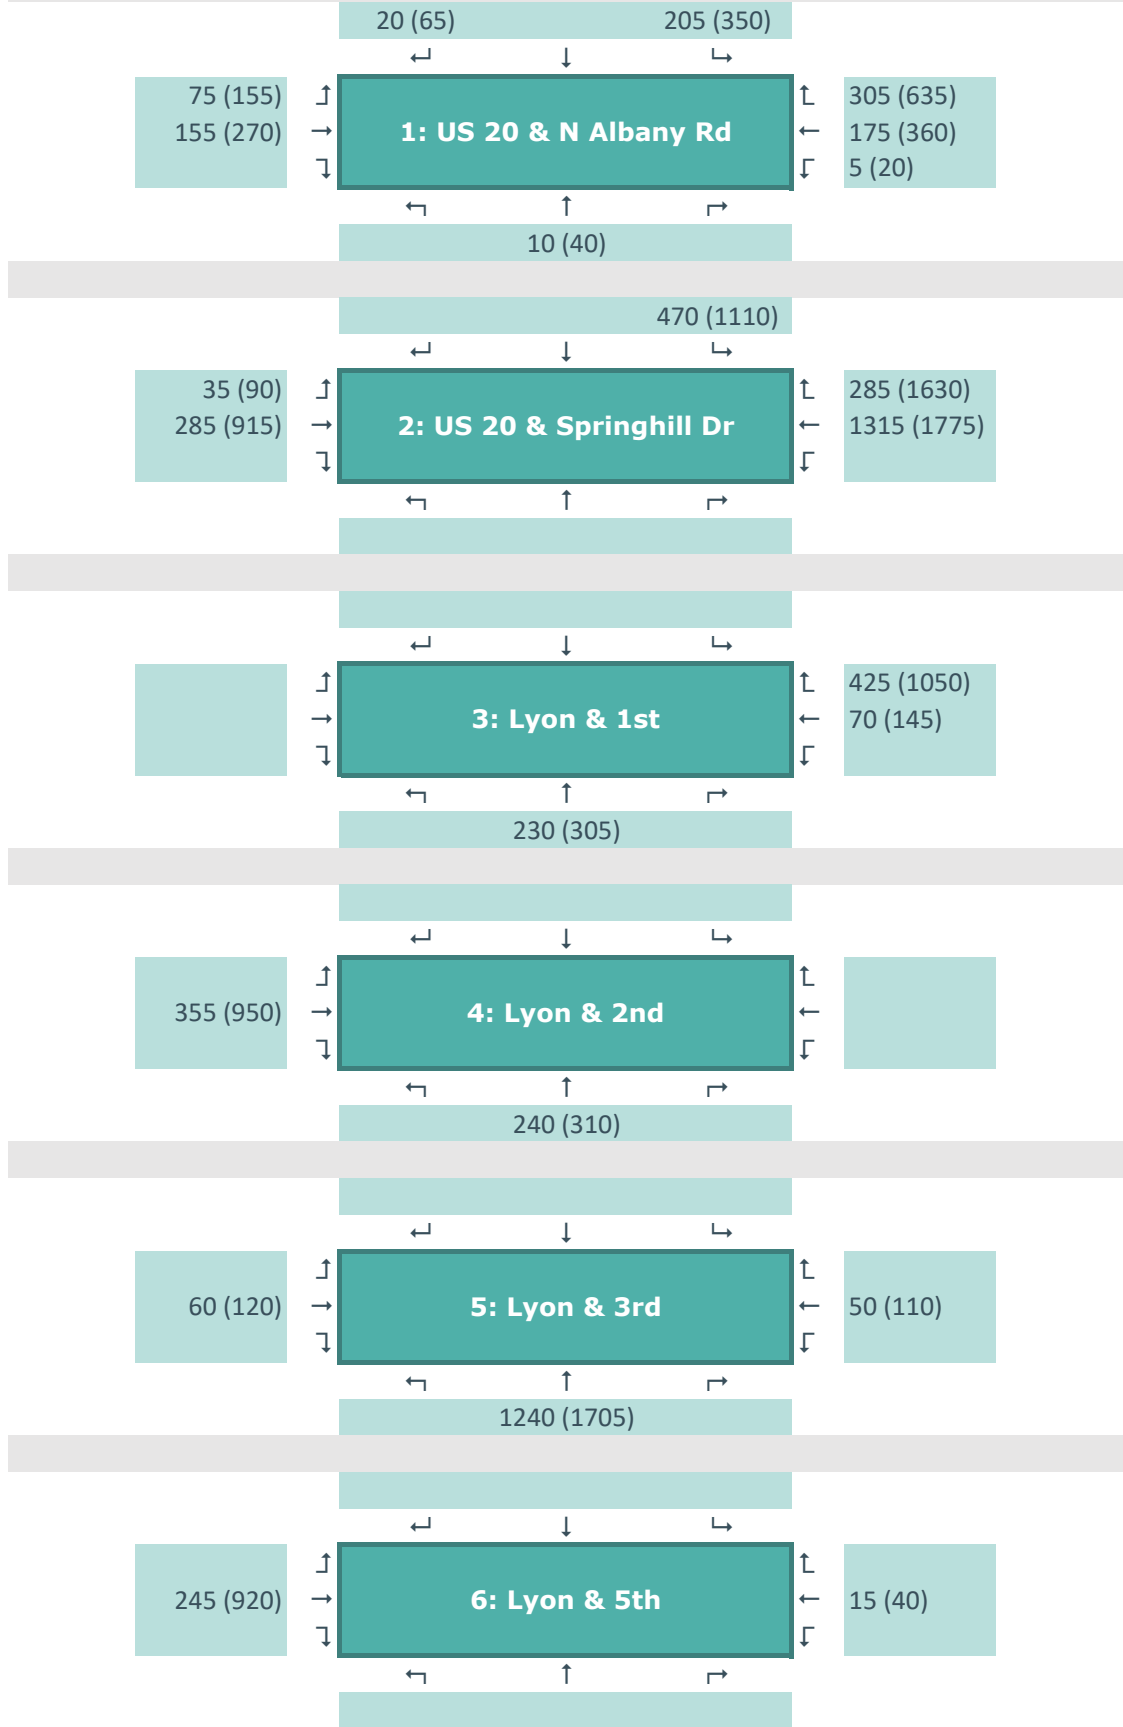 20 (65) 205 (350)
↵ ↓ ↳
75 (155) 305 (635)
155 (270) → 1: US 20 & N Albany Rd ← 175 (360)
5 (20)
10 (40)
470 (1110)
35 (90) 285 (1630)
285 (915) → 2: US 20 & Springhill Dr ← 1315 (1775)
425 (1050)
3: Lyon & 1st ← 70 (145)
230 (305)
355 (950) → 4: Lyon & 2nd
240 (310)
60 (120) → 5: Lyon & 3rd ← 50 (110)
1240 (1705)
245 (920) → 6: Lyon & 5th ← 15 (40)